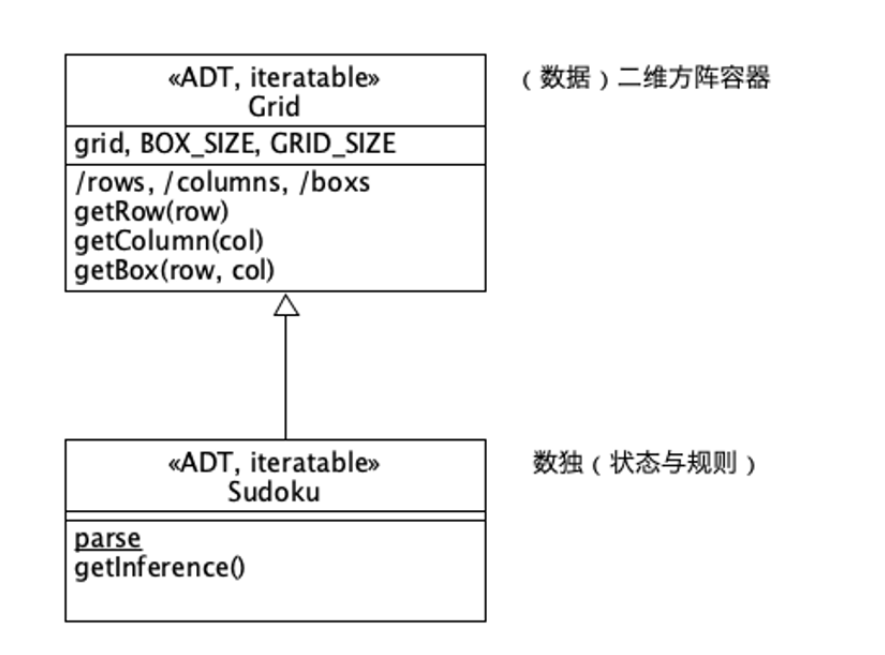 «ADT, iteratable»
Grid
（数据）二维方阵容器
grid, BOX_SIZE, GRID_SIZE
/rows, /columns, /boxs
getRow(row)
getColumn(col)
getBox(row, col)
«ADT, iteratable»
Sudoku
数独（状态与规则）
parse
getInference()